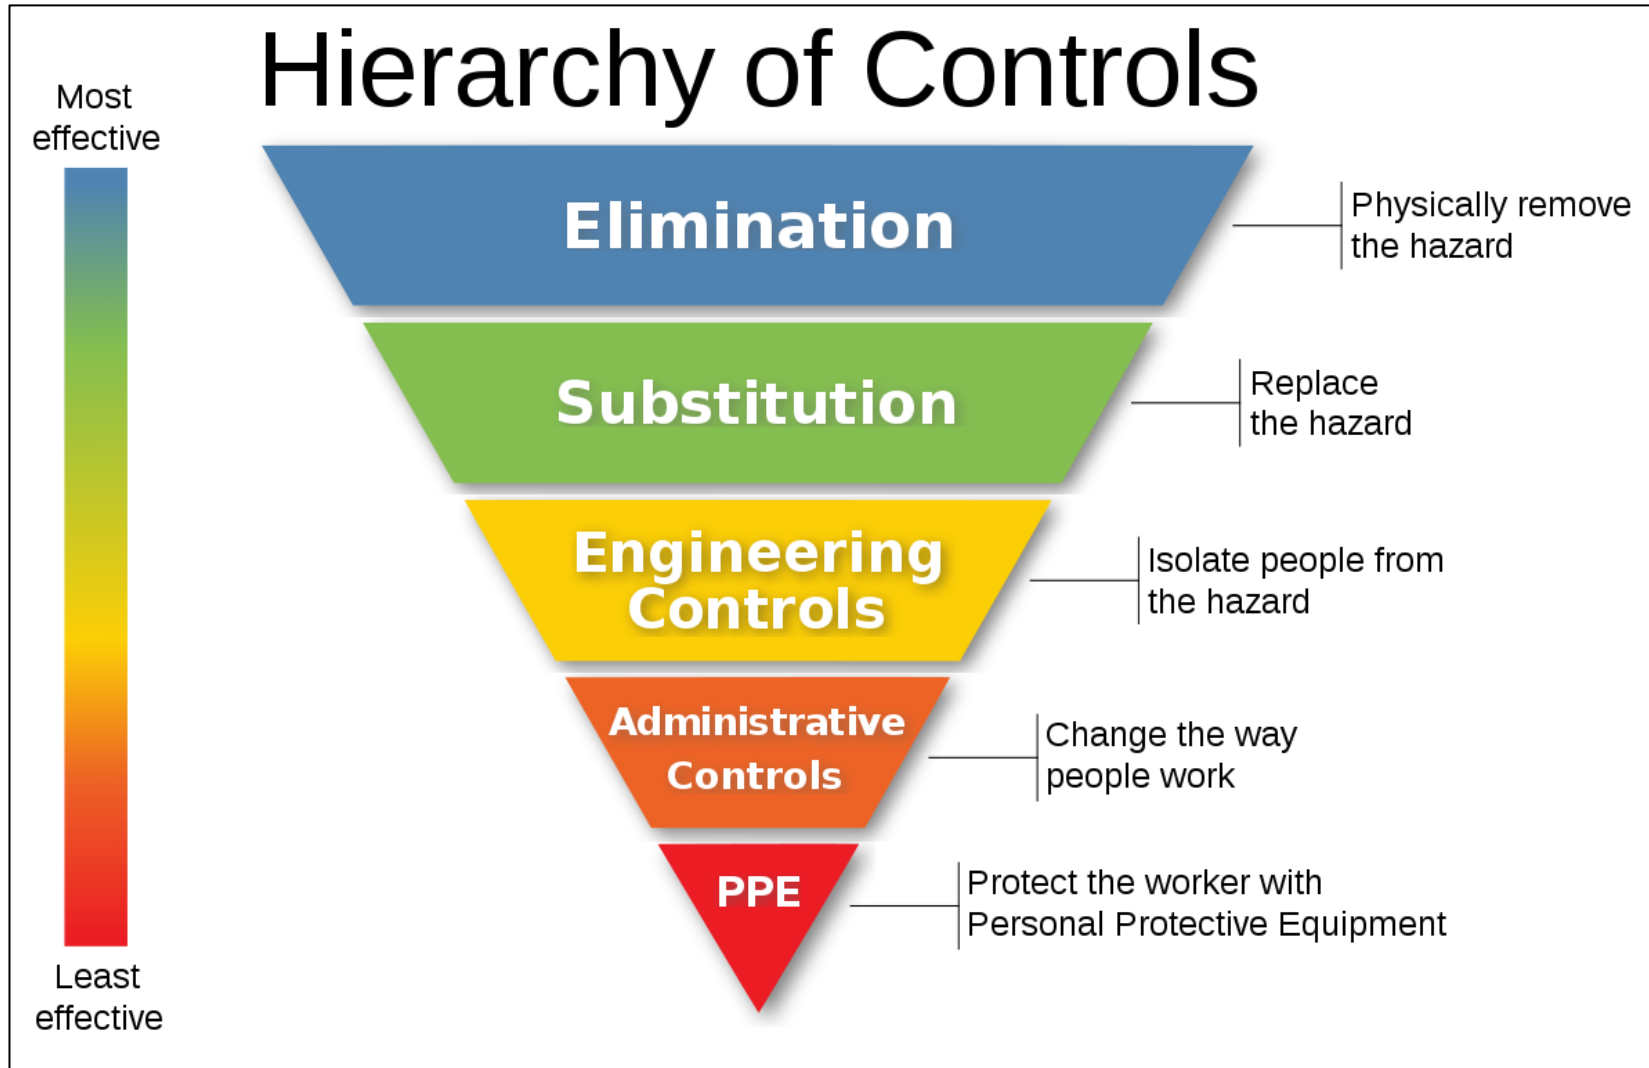 Hierarchy of Controls
Most
effective
Elimination
Physically remove
the hazard
Substitution
Replace
the hazard
Engineering
Controls
Isolate people from
the hazard
Administrative
Controls
Change the way
people work
PPE
Protect the worker with
Personal Protective Equipment
Least
effective